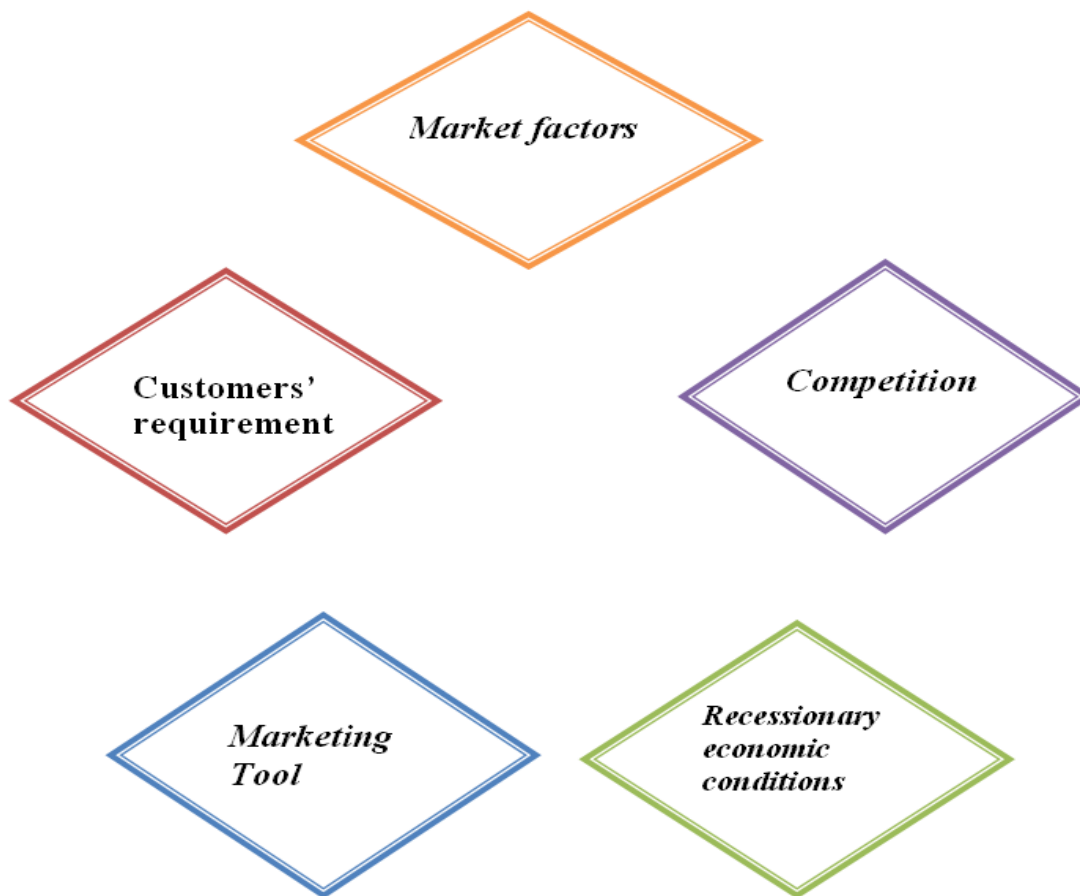 Market factors
Customers’
requirement
Competition
Marketing
Tool
Recessionary
economic
conditions